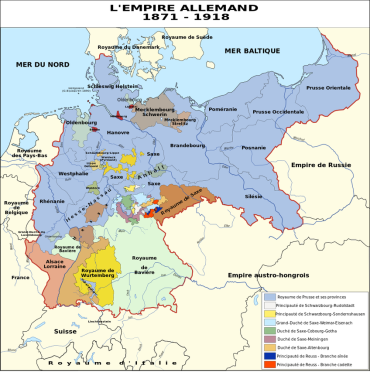 L'EMPIRE ALLEMAND
1871 - 1918
Royaume de Suède
Royaume du Danemark
MER BALTIQUE
MER DU NORD
Schleswig-Holstein
Prusse Orientale
Oldenbourg
Mecklembourg
Schwerin
Mecklembourg
Strelitz
Poméranie
Prusse Occidentale
Hanovre
Royaume
des Pays-Bas
Brandebourg
Posnanie
Saxe
Empire de Russie
Westphalie
Anhalt
Saxe
Saxe
Royaume
de
Belgique
Rhénanie
Hesse-Nassau
Royaume de Saxe
Silésie
Royaume de
Bavière
Alsace
Lorraine
Royaume
de
Bavière
France
Royaume de
Wurtemberg
Empire austro-hongrois
Liechtenstein
Suisse
Royaume d'Italie
Royaume de Prusse et ses provinces
Principauté de Schwarzbourg-Rudolstadt
Principauté de Schwarzbourg-Sondershausen
Grand-Duché de Saxe-Weimar-Eisenach
Duché de Saxe-Cobourg-Gotha
Duché de Saxe-Meiningen
Duché de Saxe-Altenbourg
Principauté de Reuss - Branche aînée
Principauté de Reuss - Branche cadette